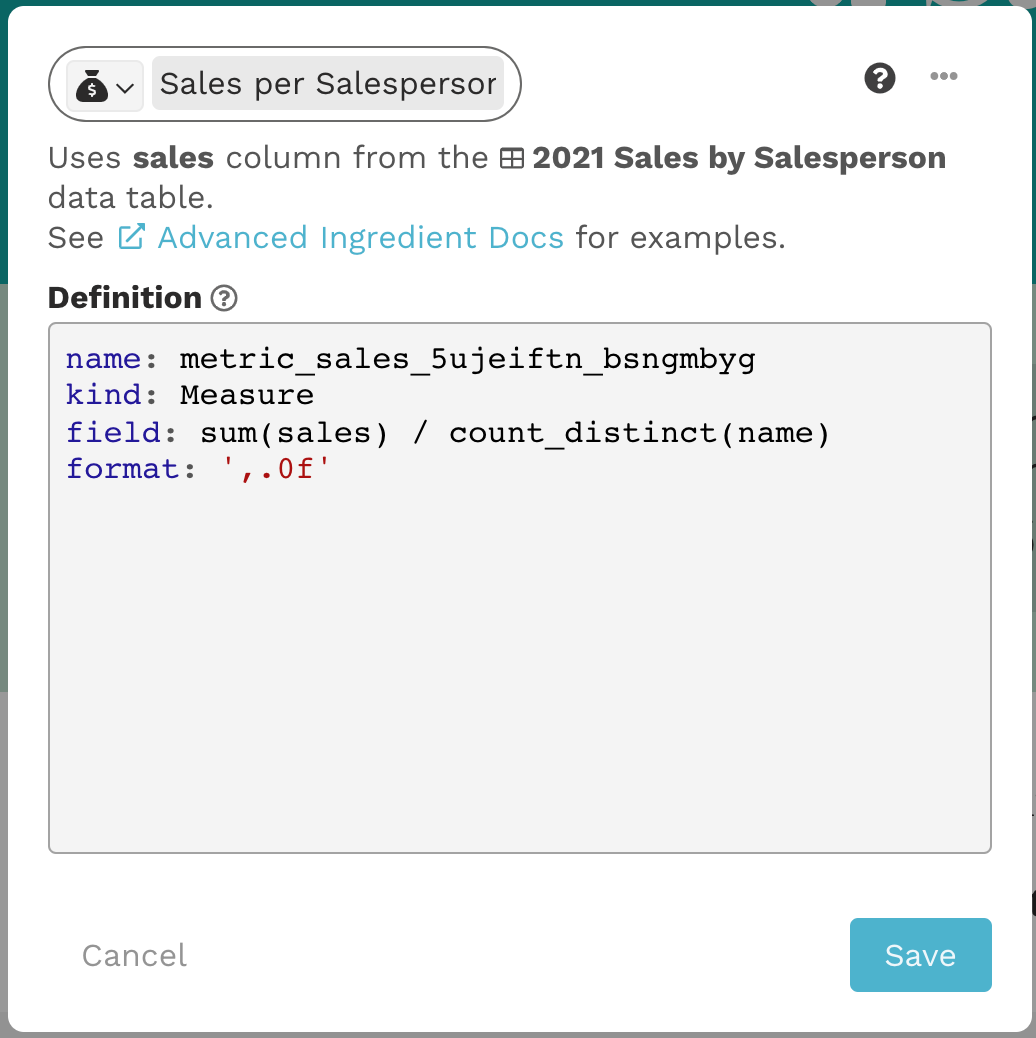 Sales per Salesperson
Uses sales column from the 2021 Sales by Salesperson
data table.
See Advanced Ingredient Docs for examples.
Definition
name: metric_sales_5ujeiftn_bsngmbyg
kind: Measure
field: sum(sales) / count_distinct(name)
format: ',.0f'
Cancel
Save